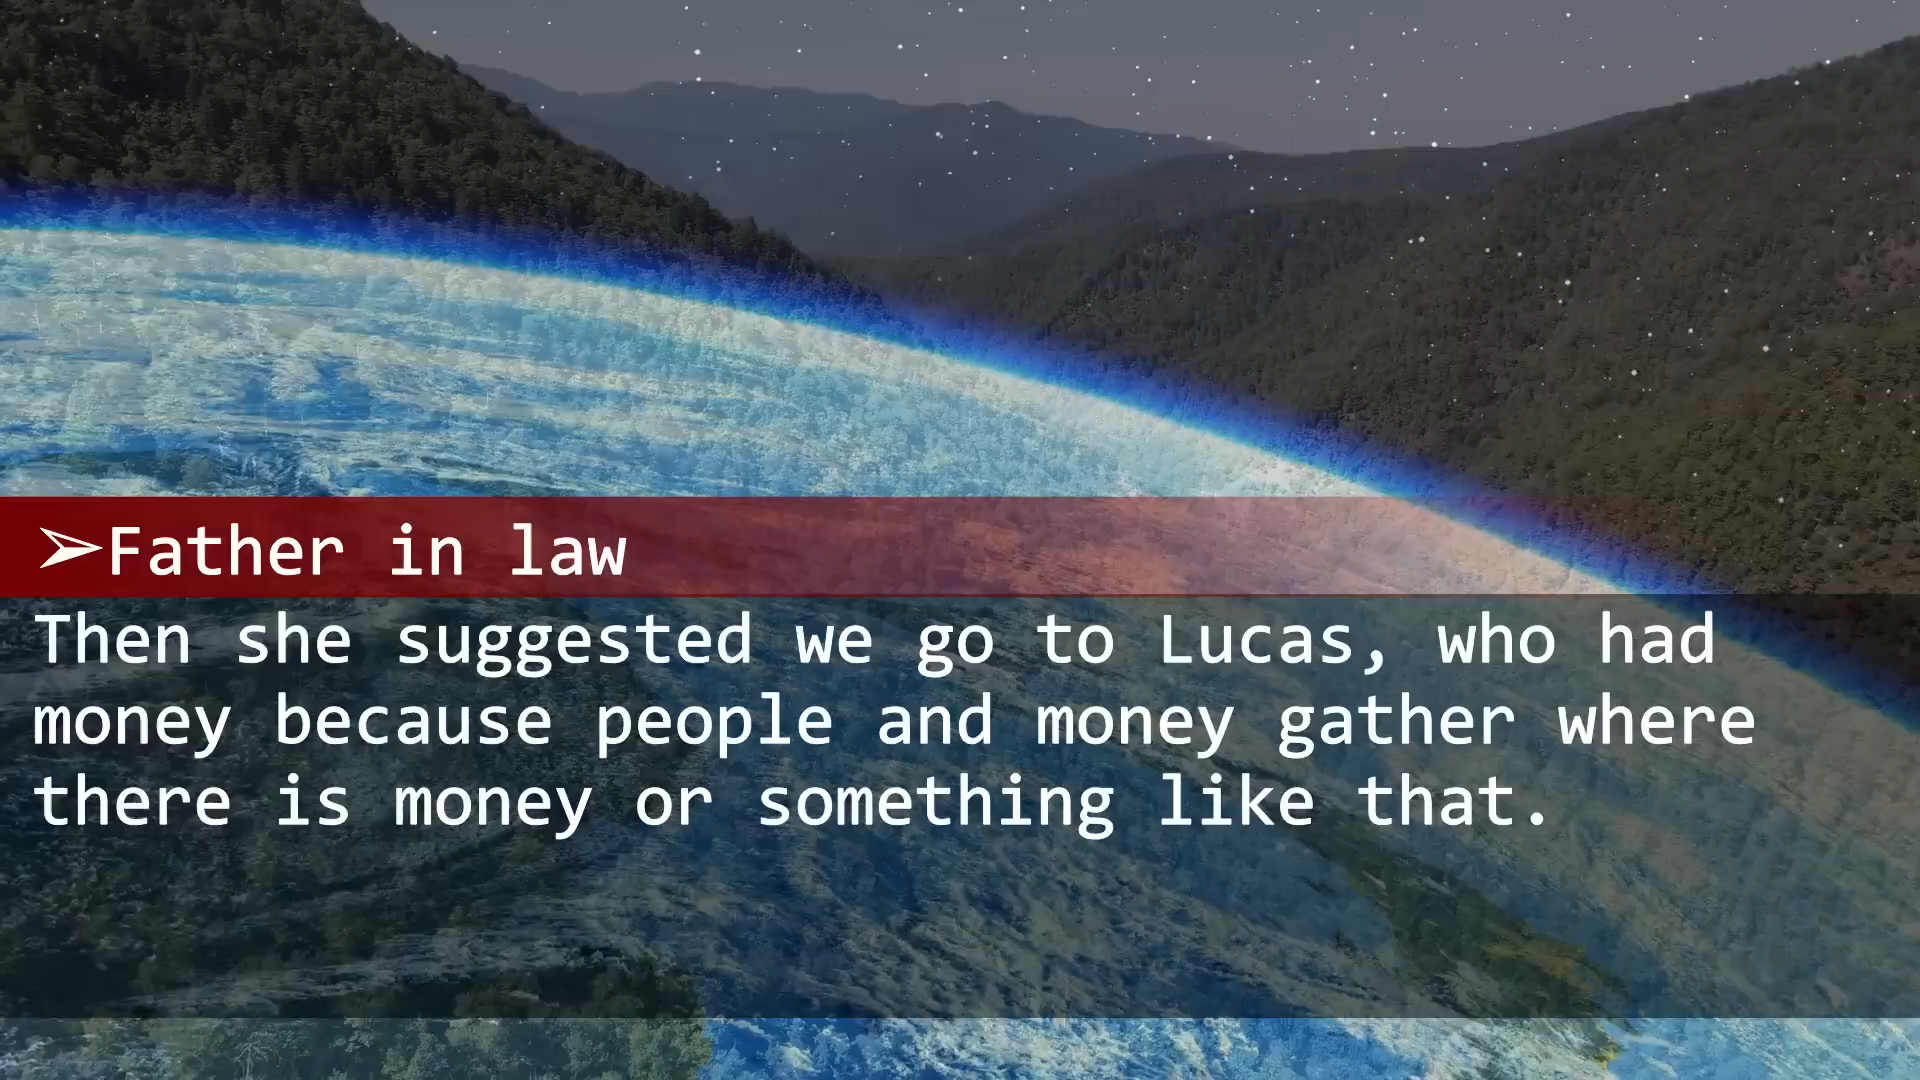 ➢Father in law
Then she suggested we go to Lucas, who had
money because people and money gather where
there is money or something like that.